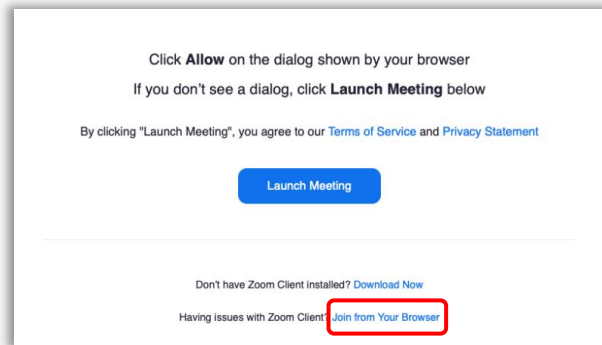 Click Allow on the dialog shown by your browser
If you don't see a dialog, click Launch Meeting below
By clicking "Launch Meeting", you agree to our Terms of Service and Privacy Statement
Launch Meeting
Don't have Zoom Client installed? Download Now
Having issues with Zoom Client? Join from Your Browser